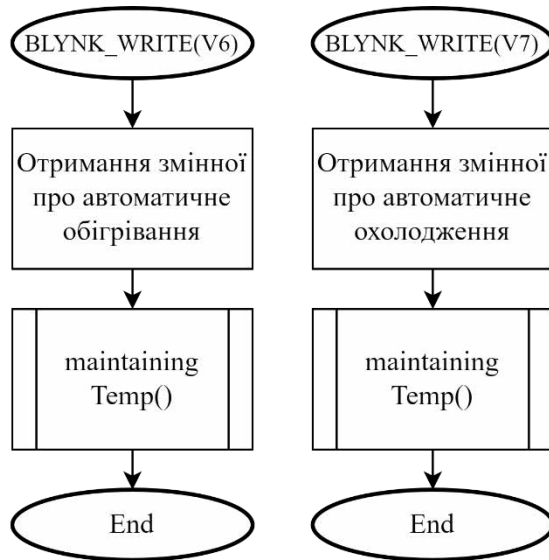 BLYNK_WRITE(V6)
Отримання змінної
про автоматичне
обігрівання
maintaining
Temp()
End
BLYNK_WRITE(V7)
Отримання змінної
про автоматичне
охолодження
maintaining
Temp()
End